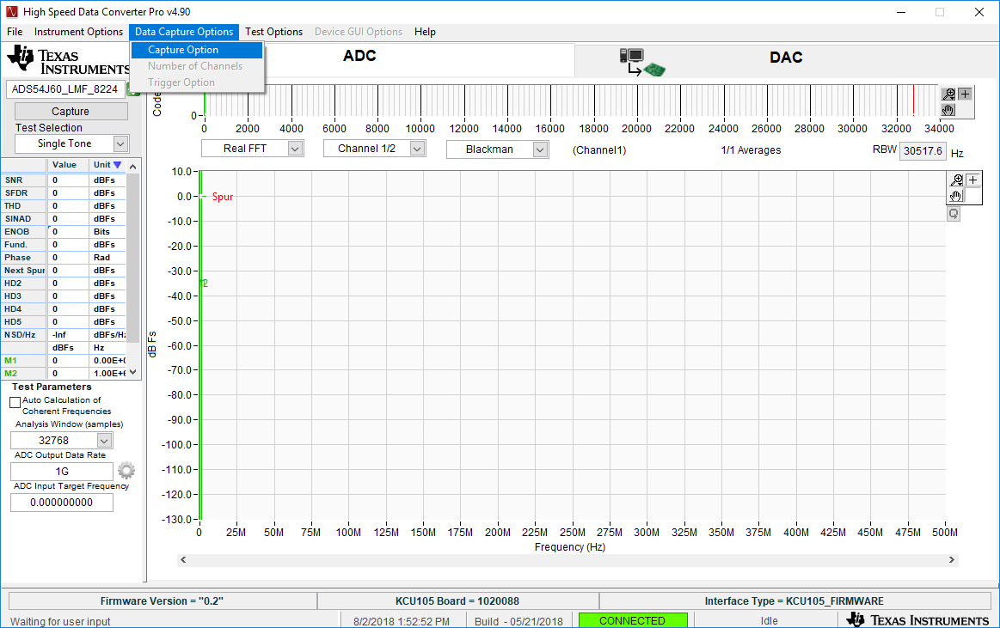 High Speed Data Converter Pro v4.90
File Instrument Options Data Capture Options Test Options Device GUI Options Help
Capture Option
Number of Channels
Trigger Option
TEXAS
INSTRUMENTS
ADC
DAC
ADS54J60_LMF_8224
Capture
Test Selection
Single Tone
0
0 2000 4000 6000 8000 10000 12000 14000 16000 18000 20000 22000 24000 26000 28000 30000 32000 34000
Real FFT Channel 1/2 Blackman (Channel1) 1/1 Averages RBW 30517.6 Hz
Value Unit
SNR 0 dBFs
SFDR 0 dBFs
THD 0 dBFs
SINAD 0 dBFs
ENOB 0 Bits
Fund. 0 dBFs
Phase 0 Rad
Next Spur 0 dBFs
HD2 0 dBFs
HD3 0 dBFs
HD4 0 dBFs
HD5 0 dBFs
NSD/Hz -Inf dBFs/Hz
dBFs Hz
M1 0 0.00E+0
M2 0 1.00E+6
Test Parameters
Auto Calculation of
Coherent Frequencies
Analysis Window (samples)
32768
ADC Output Data Rate
1G
ADC Input Target Frequency
0.000000000
10.0
0.0
Spur
-10.0
-20.0
-30.0
-40.0
-50.0
-60.0
-70.0
-80.0
-90.0
-100.0
-110.0
-120.0
-130.0
dBFs
0 25M 50M 75M 100M 125M 150M 175M 200M 225M 250M 275M 300M 325M 350M 375M 400M 425M 450M 475M 500M
Frequency (Hz)
Firmware Version = "0.2" KCU105 Board = 1020088 Interface Type = KCU105_FIRMWARE
Waiting for user input 8/2/2018 1:52:52 PM Build - 05/21/2018 CONNECTED Idle TEXAS INSTRUMENTS